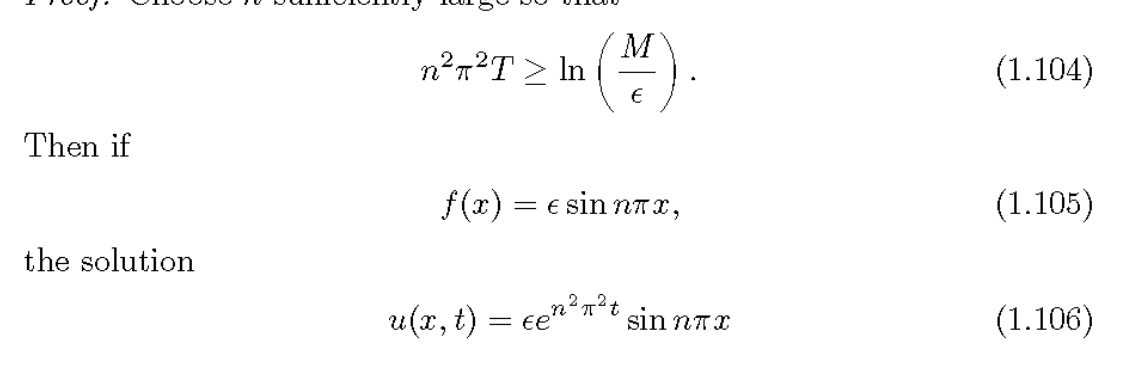 Proof. Choose n sufficiently large so that
n²π²T ≥ ln (M/ϵ). (1.104)
Then if
f(x) = ϵ sin nπx, (1.105)
the solution
u(x, t) = ϵe^{n²π²t} sin nπx (1.106)